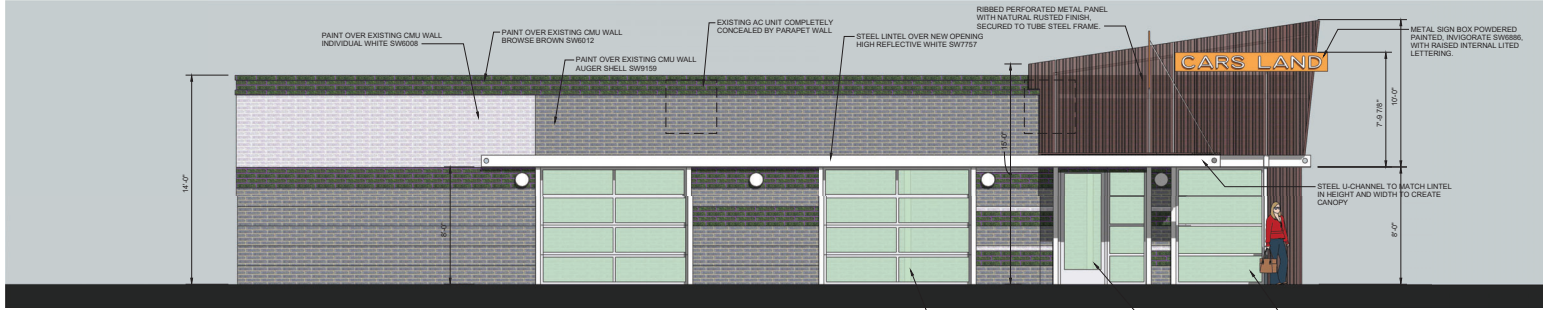 PAINT OVER EXISTING CMU WALL
INDIVIDUAL WHITE SW6008
PAINT OVER EXISTING CMU WALL
BROWSE BROWN SW6012
PAINT OVER EXISTING CMU WALL
AUGER SHELL SW9159
EXISTING AC UNIT COMPLETELY
CONCEALED BY PARAPET WALL
STEEL LINTEL OVER NEW OPENING
HIGH REFLECTIVE WHITE SW7757
RIBBED PERFORATED METAL PANEL
WITH NATURAL RUSTED FINISH,
SECURED TO TUBE STEEL FRAME.
METAL SIGN BOX POWDERED
PAINTED, INVIGORATE SW6886,
WITH RAISED INTERNAL LITED
LETTERING.
CARS LAND
14'-0"
8'-0"
15'-0"
7'-9 7/8"
10'-0"
8'-0"
STEEL U-CHANNEL TO MATCH LINTEL
IN HEIGHT AND WIDTH TO CREATE
CANOPY